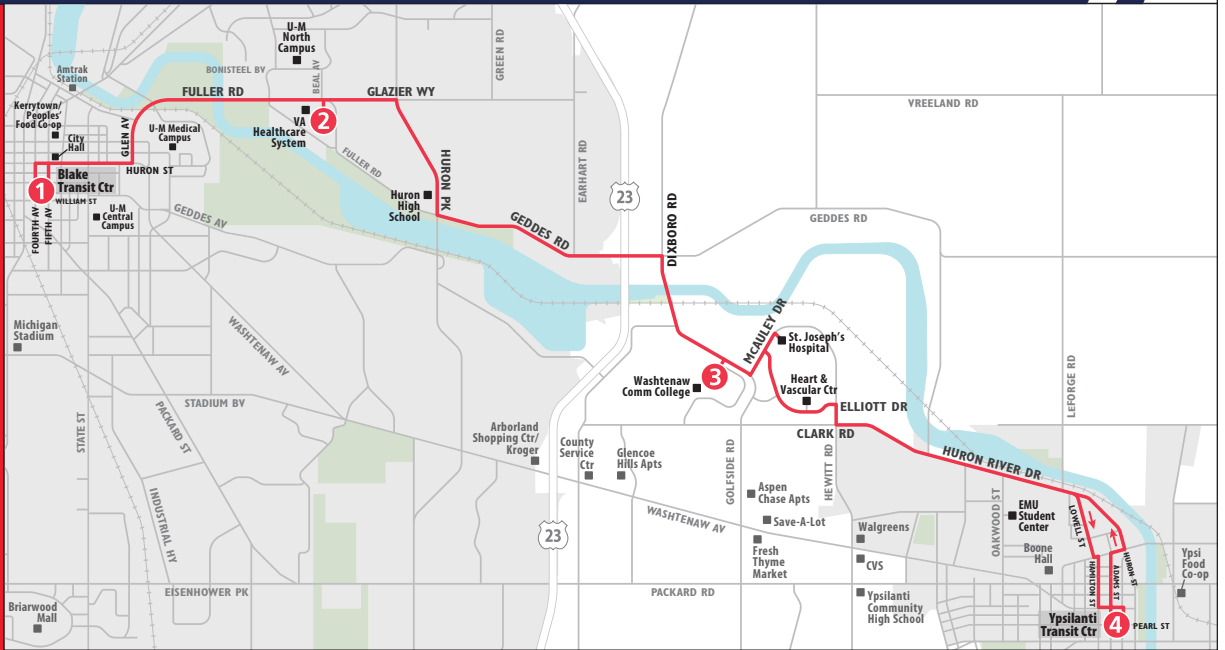 U-M
North
Campus
GREEN RD
Amtrak
Station
BONISTEEL BV
BEAL AV
FULLER RD
GLAZIER WY
VREELAND RD
Kerrytown/
Peoples'
Food Co-op
City
Hall
GLEN AV
U-M Medical
Campus
VA
Healthcare
System
2
FULLER RD
HURON PK
EARHART RD
HURON ST
1
Blake
Transit Ctr
WILLIAM ST
FOURTH AV
FIFTH AV
U-M
Central
Campus
GEDDES AV
Huron
High
School
23
DIXBORO RD
GEDDES RD
GEDDES RD
Michigan
Stadium
WASHTENAW AV
MCAULEY DR
St. Joseph's
Hospital
3
Washtenaw
Comm College
Heart &
Vascular Ctr
ELLIOTT DR
LEFORGE RD
STADIUM BV
STATE ST
PACKARD ST
CLARK RD
Arborland
Shopping Ctr/
Kroger
County
Service
Ctr
Glencoe
Hills Apts
GOLFSIDE RD
HEWITT RD
HURON RIVER DR
INDUSTRIAL HY
Aspen
Chase Apts
Save-A-Lot
WASHTENAW AV
Fresh
Thyme
Market
Walgreens
CVS
OAKWOOD ST
EMU
Student
Center
LOWELL ST
Boone
Hall
23
Ypsi
Food
Co-op
HURON ST
HAMILTON ST
ADAMS ST
EISENHOWER PK
PACKARD RD
Ypsilanti
Community
High School
Briarwood
Mall
Ypsilanti
Transit Ctr
4
PEARL ST